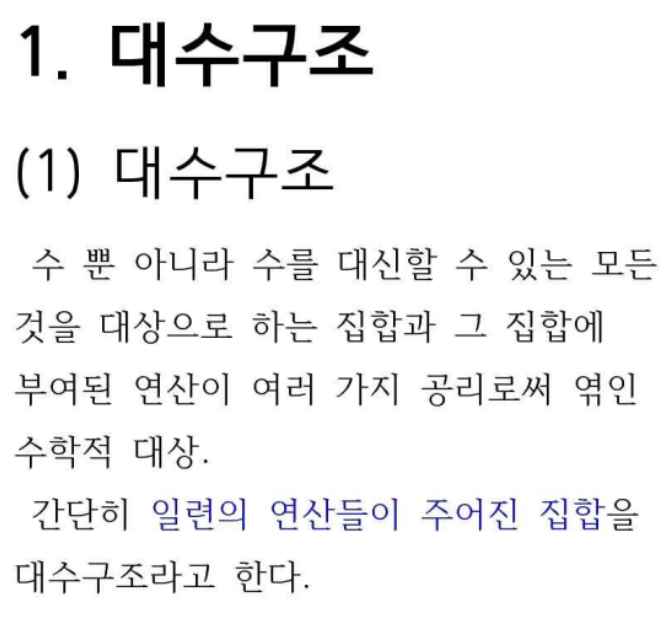 1. 대수구조
(1) 대수구조
수 뿐 아니라 수를 대신할 수 있는 모든
것을 대상으로 하는 집합과 그 집합에
부여된 연산이 여러 가지 공리로써 엮인
수학적 대상.
간단히 일련의 연산들이 주어진 집합을
대수구조라고 한다.